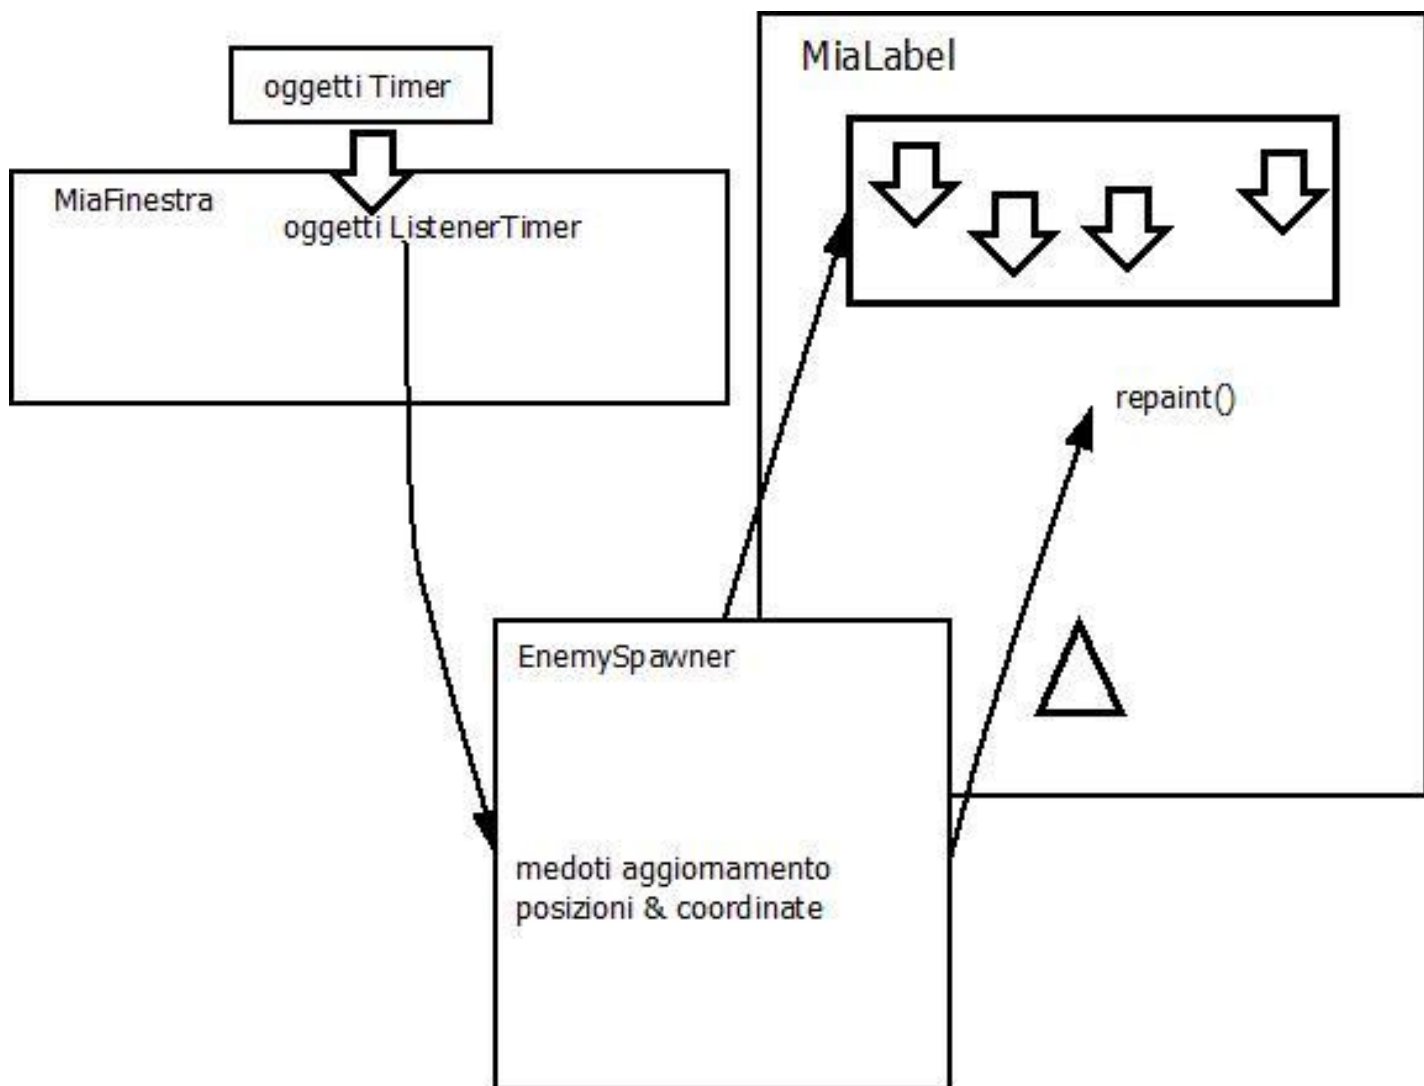 oggetti Timer
MiaFinestra
oggetti ListenerTimer
MiaLabel
repaint()
EnemySpawner
medoti aggiornamento
posizioni & coordinate